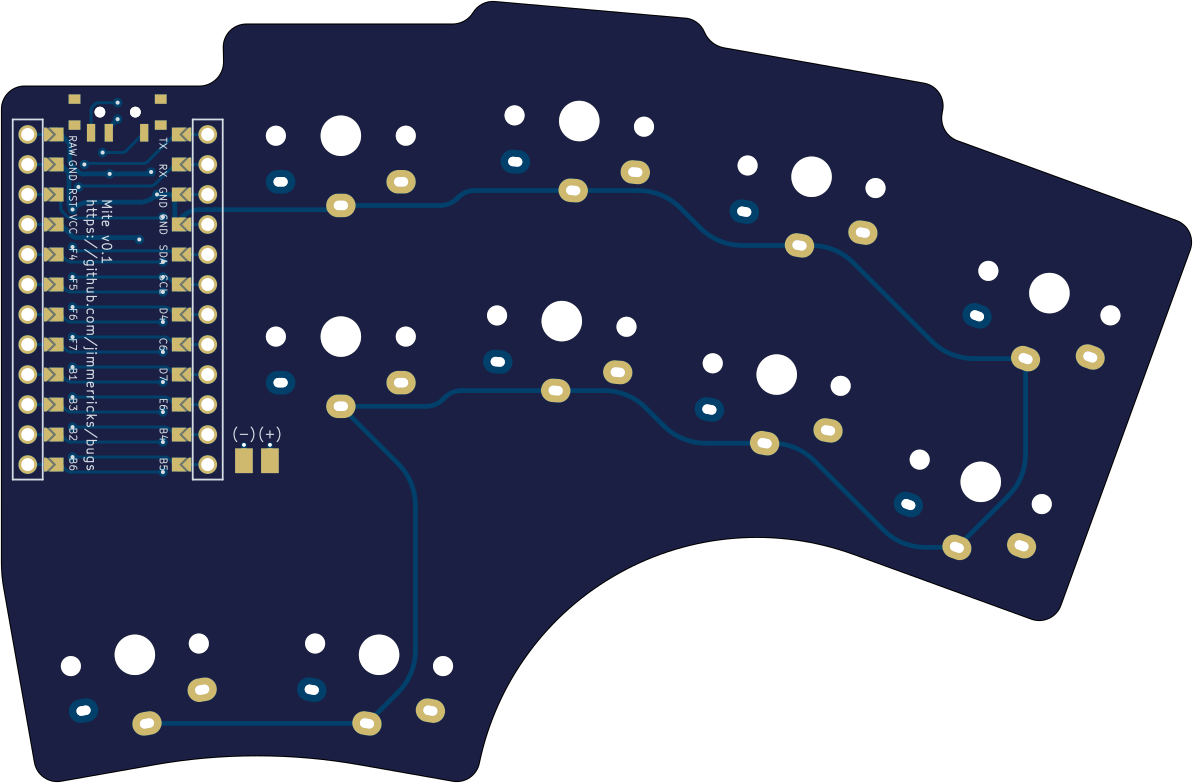 RAW
GND
RST
VCC
F4
F5
F6
F7
B1
B3
B2
B6
Mite v0.1
https://github.com/jimmerricks/bugs
TX
RX
GND
GND
SDA
SCL
D4
C6
D7
E6
B4
B5
(-)
(+)